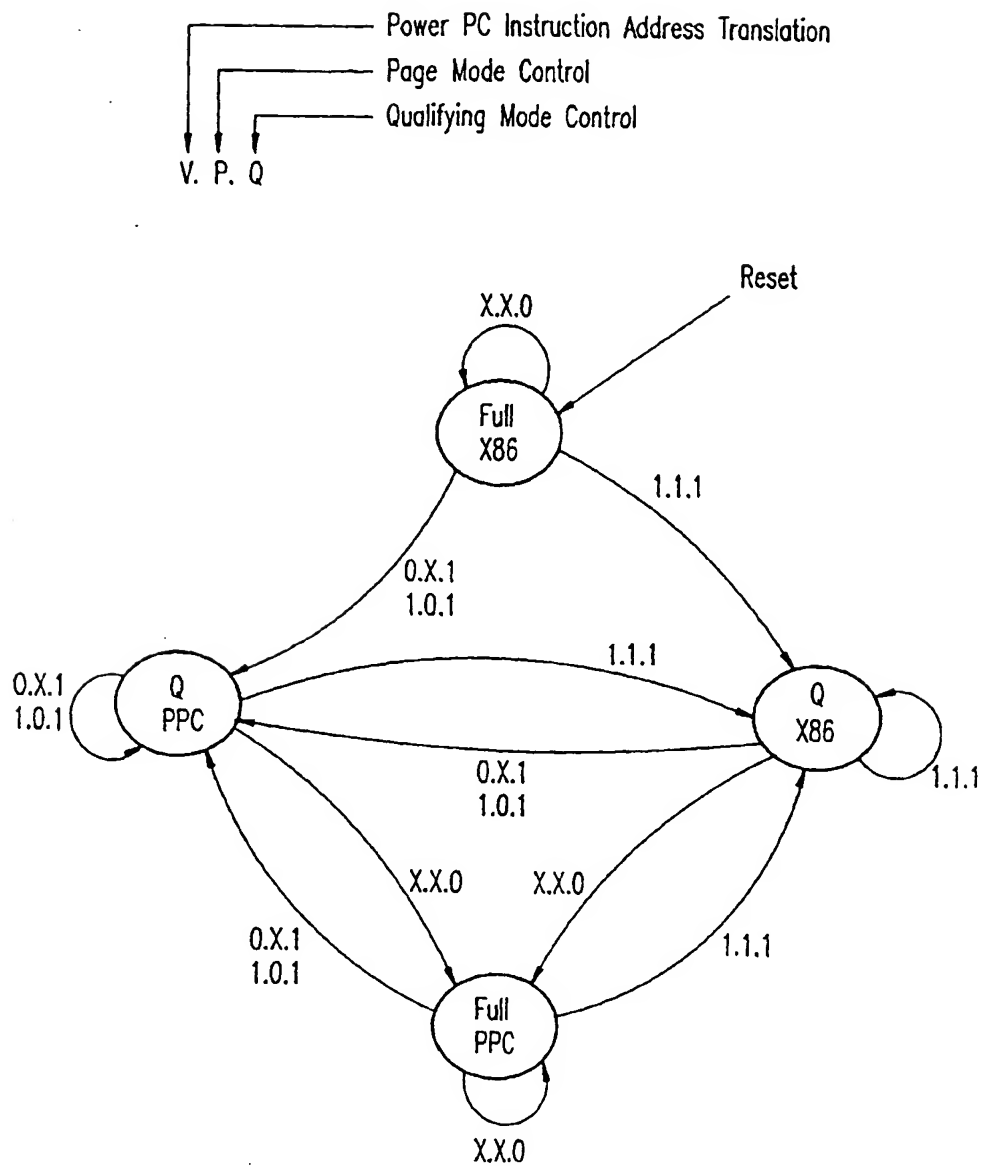 Power PC Instruction Address Translation
Page Mode Control
Qualifying Mode Control
V. P. Q
Reset
X.X.0
Full
X86
1.1.1
0.X.1
1.0.1
1.1.1
0.X.1
1.0.1
Q
PPC
Q
X86
1.1.1
0.X.1
1.0.1
X.X.0
X.X.0
0.X.1
1.0.1
1.1.1
Full
PPC
X.X.0